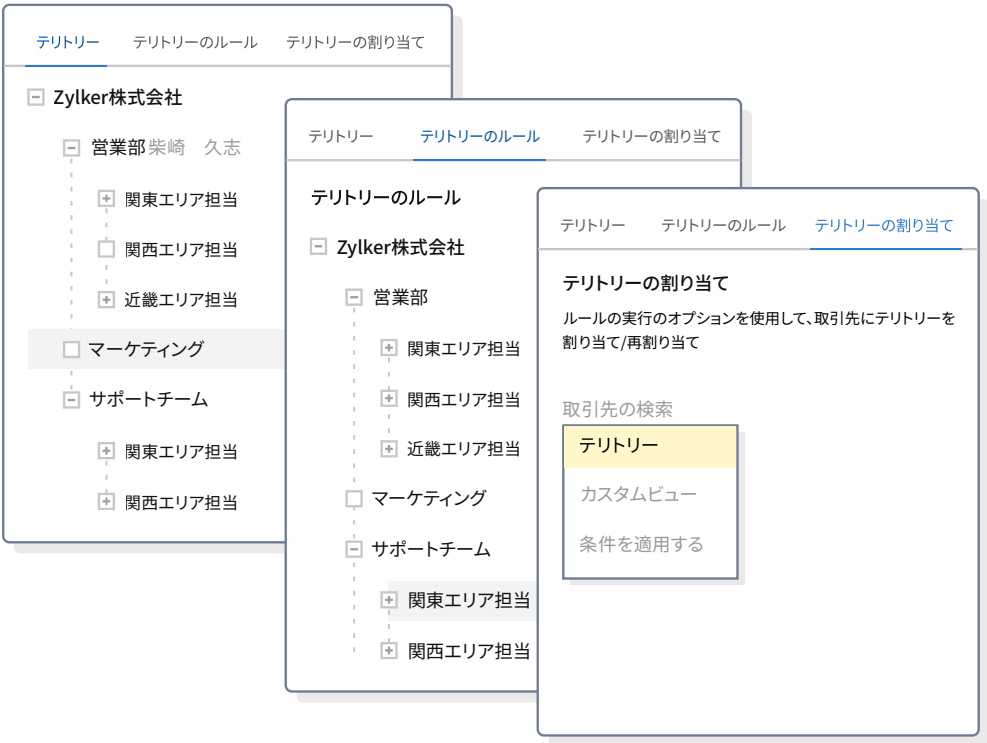 テリトリー テリトリーのルール テリトリーの割り当て
Zylker株式会社
営業部 柴崎　久志
関東エリア担当
関西エリア担当
近畿エリア担当
マーケティング
サポートチーム
関東エリア担当
関西エリア担当
テリトリー テリトリーのルール テリトリーの割り当て
テリトリーのルール
Zylker株式会社
営業部
関東エリア担当
関西エリア担当
近畿エリア担当
マーケティング
サポートチーム
関東エリア担当
関西エリア担当
テリトリー テリトリーのルール テリトリーの割り当て
テリトリーの割り当て
ルールの実行のオプションを使用して、取引先にテリトリーを
割り当て/再割り当て
取引先の検索
テリトリー
カスタムビュー
条件を適用する